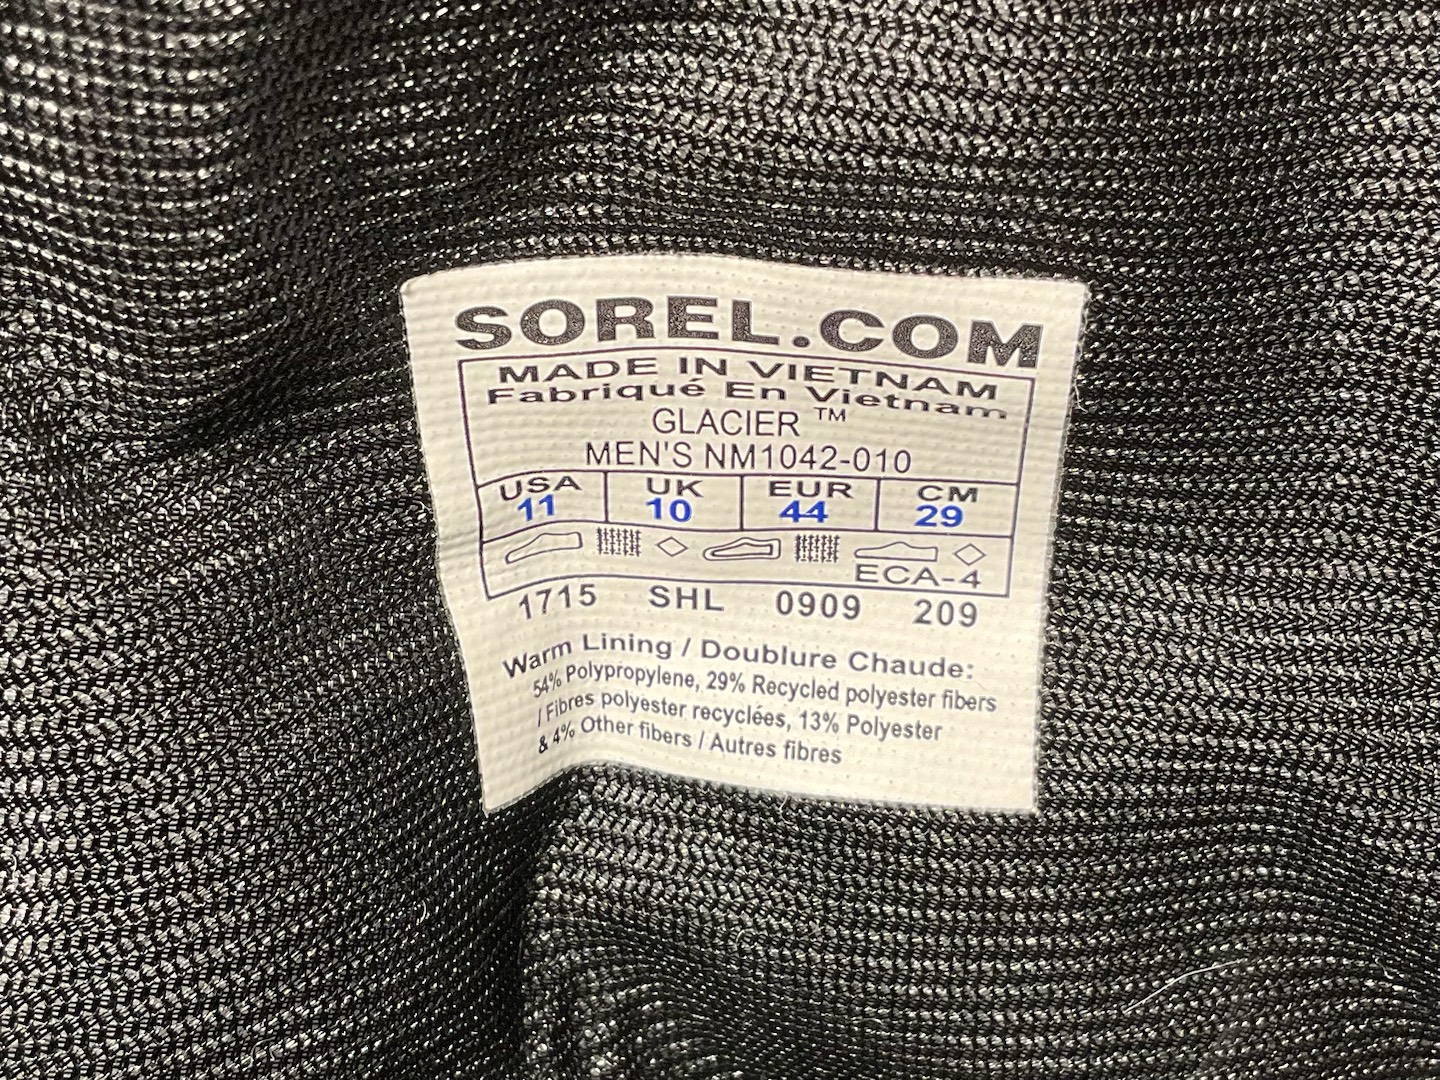 SOREL.COM
MADE IN VIETNAM
Fabriqué En Vietnam
GLACIER ™
MEN'S NM1042-010
USA UK EUR CM
11 10 44 29
ECA-4
1715 SHL 0909 209
Warm Lining / Doublure Chaude:
54% Polypropylene, 29% Recycled polyester fibers
/ Fibres polyester recyclées, 13% Polyester
& 4% Other fibers / Autres fibres